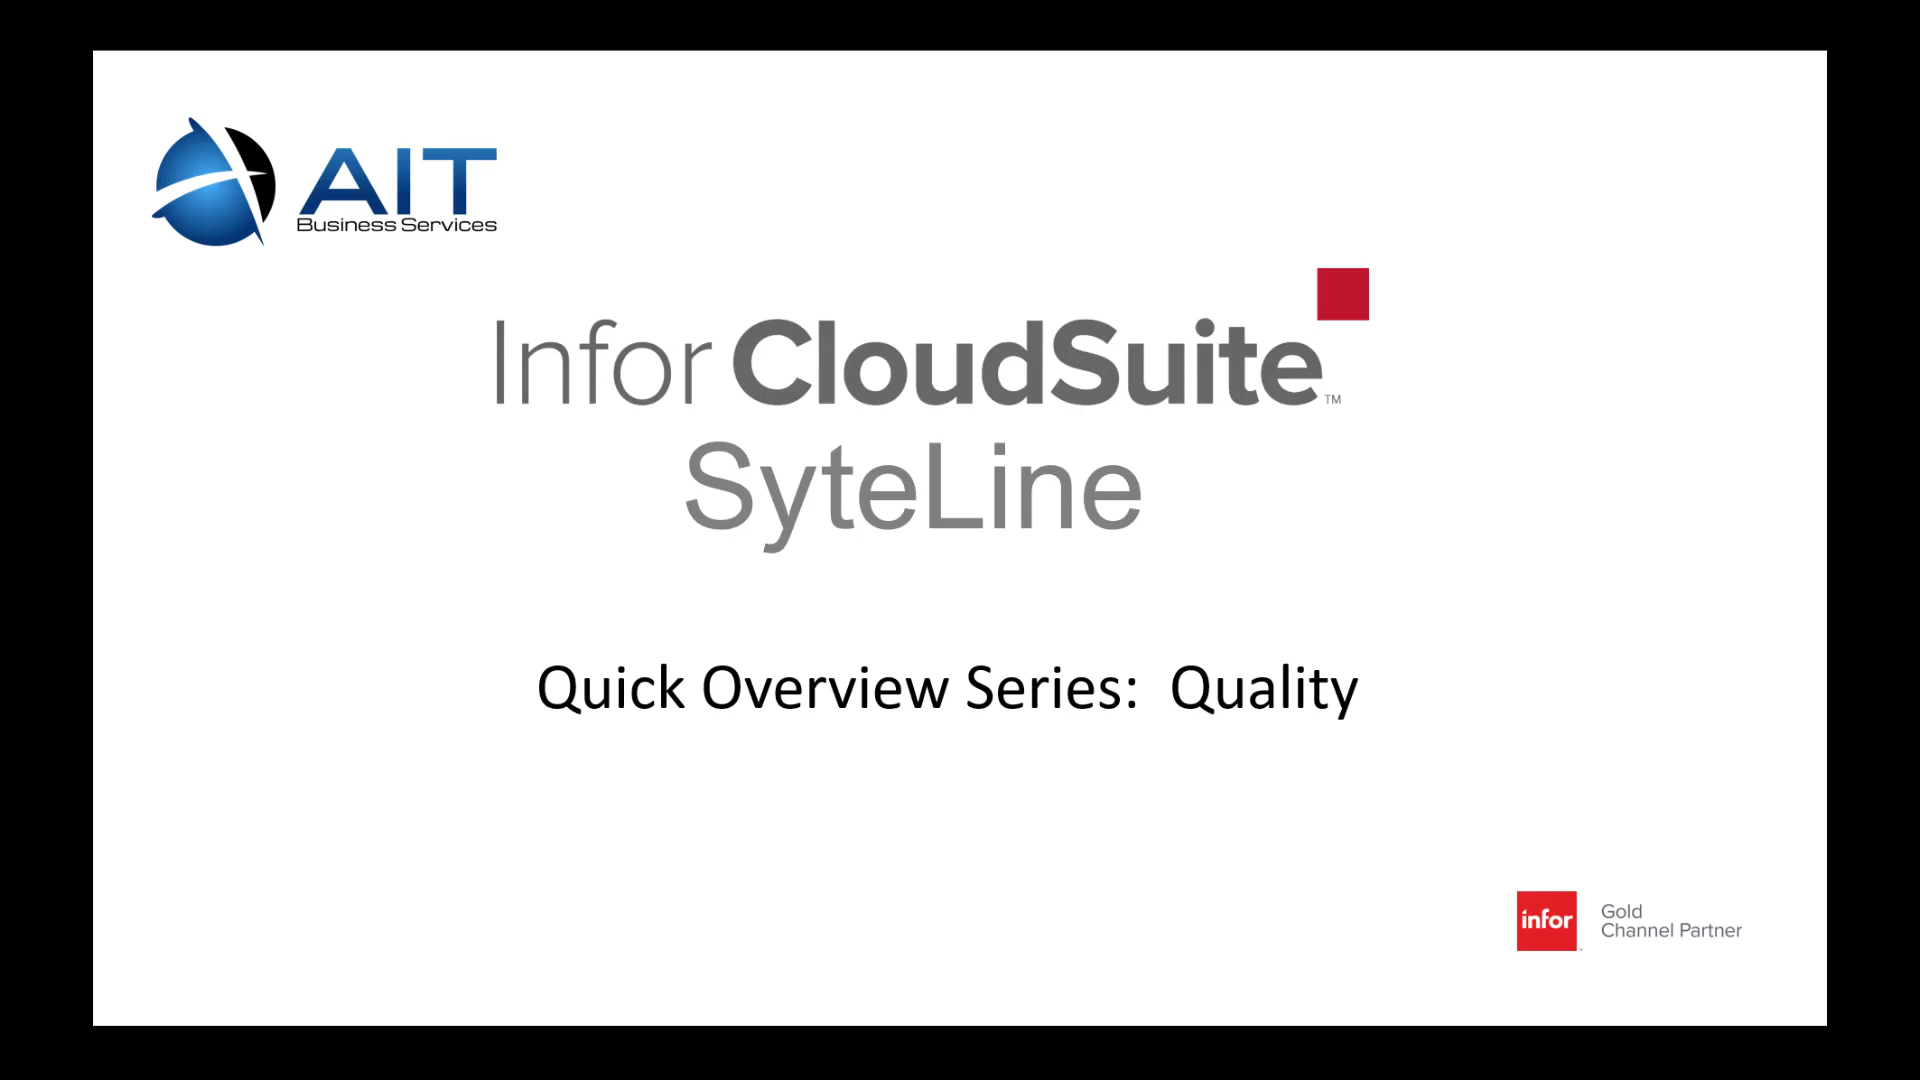 AIT
Business Services
Infor CloudSuite™
SyteLine
Quick Overview Series:  Quality
infor
Gold
Channel Partner